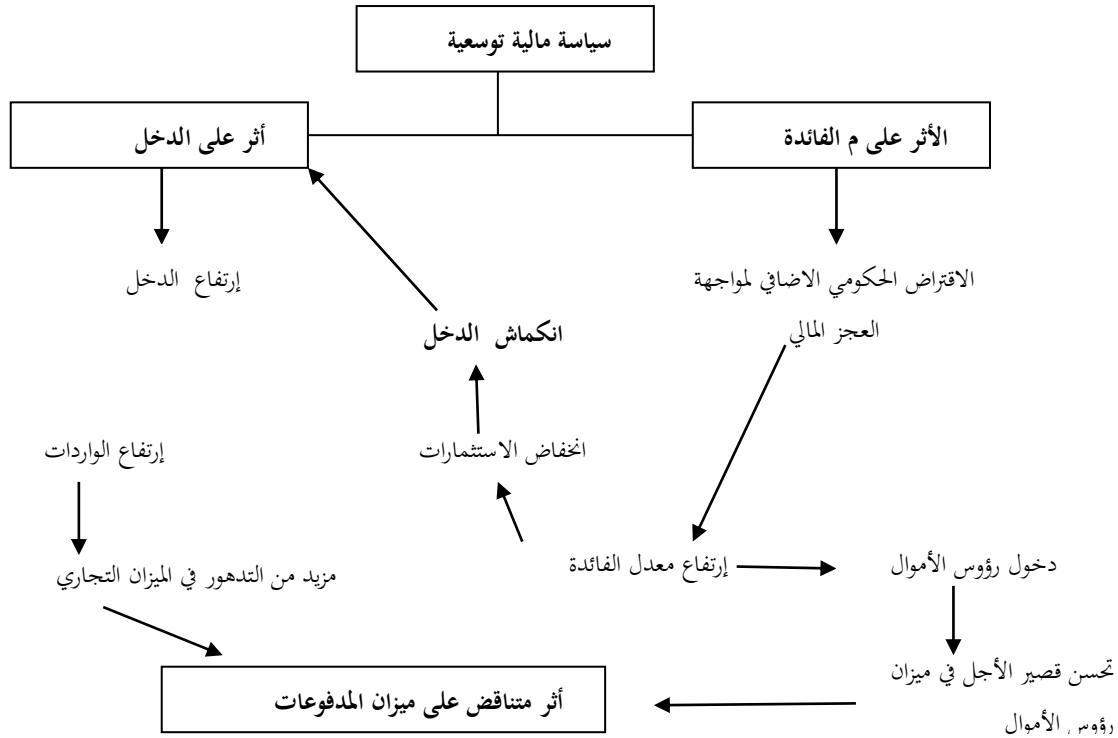 سياسة مالية توسعية
الأثر على م الفائدة
أثر على الدخل
الاقتراض الحكومي الاضافي لمواجهة
العجز المالي
إرتفاع الدخل
انكماش الدخل
انخفاض الاستثمارات
إرتفاع الواردات
دخول رؤوس الأموال
إرتفاع معدل الفائدة
مزيد من التدهور في الميزان التجاري
تحسن قصير الأجل في ميزان
رؤوس الأموال
أثر متناقض على ميزان المدفوعات